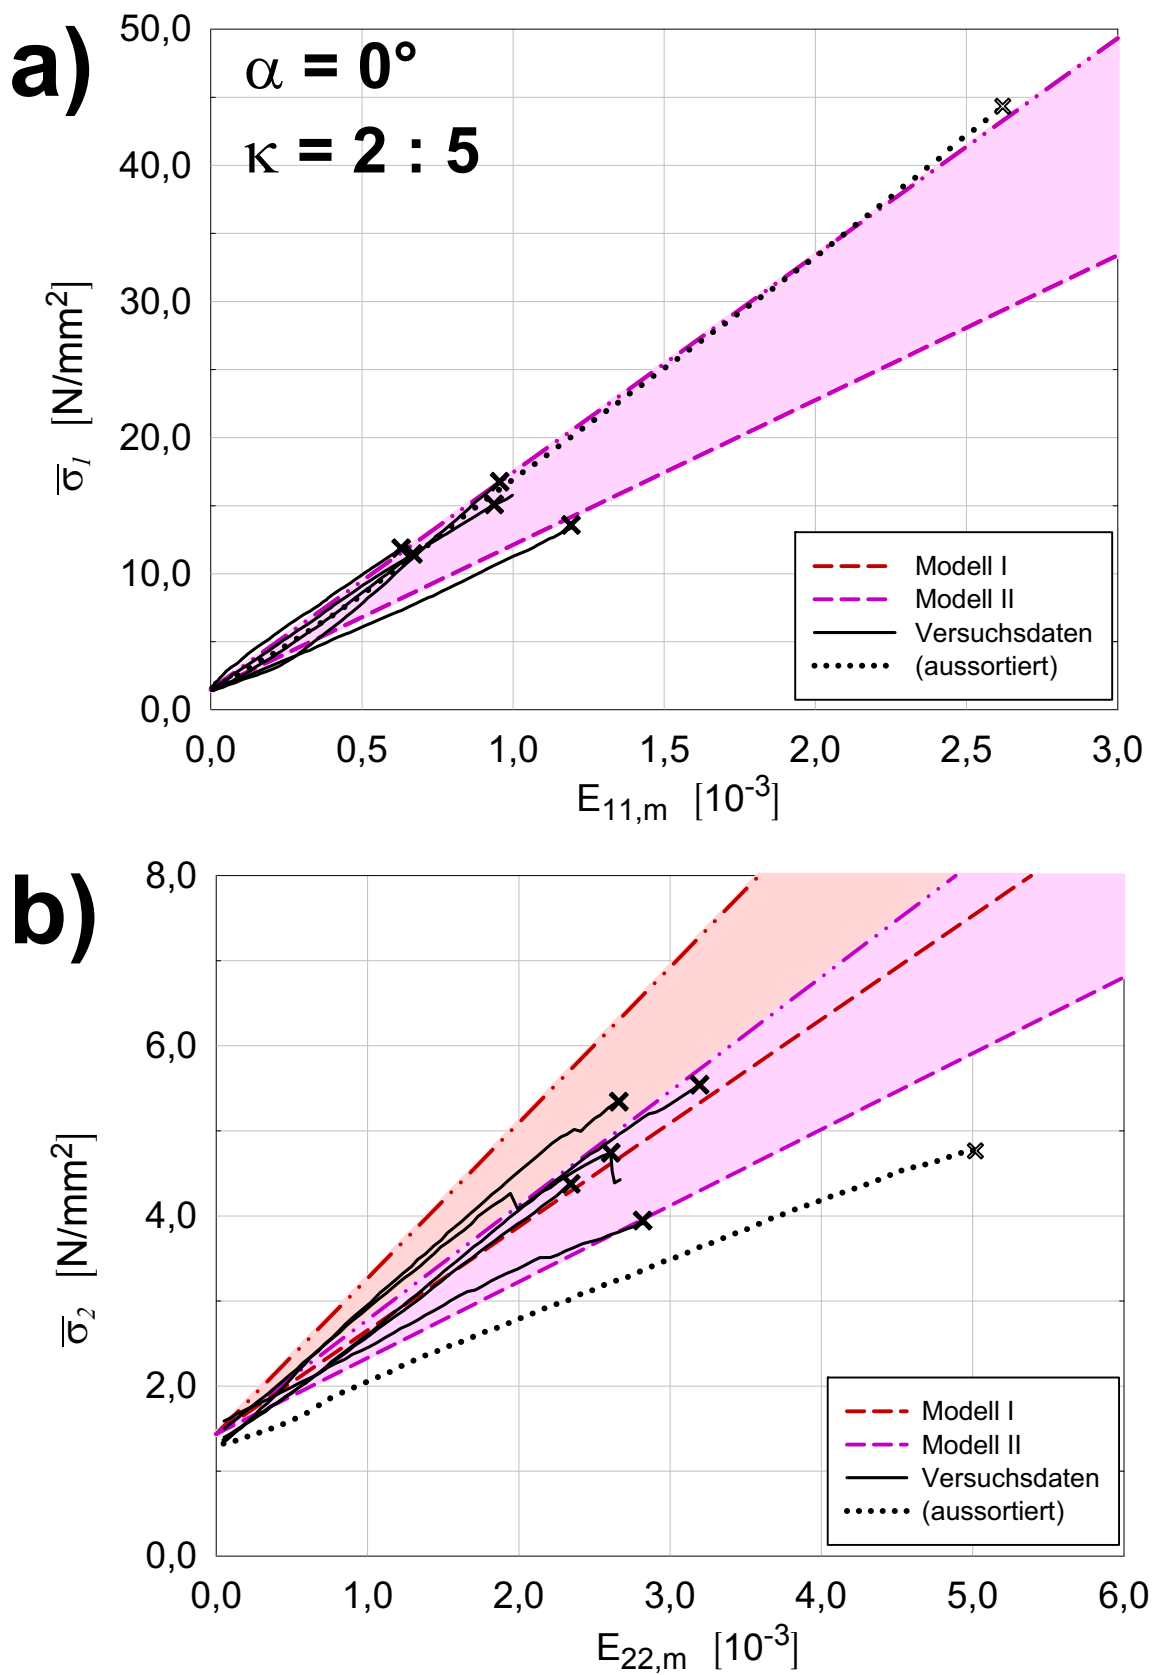 a)
α = 0°
κ = 2 : 5
50,0
40,0
30,0
20,0
10,0
0,0
σ̅₁ [N/mm²]
Modell I
Modell II
Versuchsdaten
(aussortiert)
0,0 0,5 1,0 1,5 2,0 2,5 3,0
E₁₁,ₘ [10⁻³]
b)
8,0
6,0
4,0
2,0
0,0
σ̅₂ [N/mm²]
Modell I
Modell II
Versuchsdaten
(aussortiert)
0,0 1,0 2,0 3,0 4,0 5,0 6,0
E₂₂,ₘ [10⁻³]